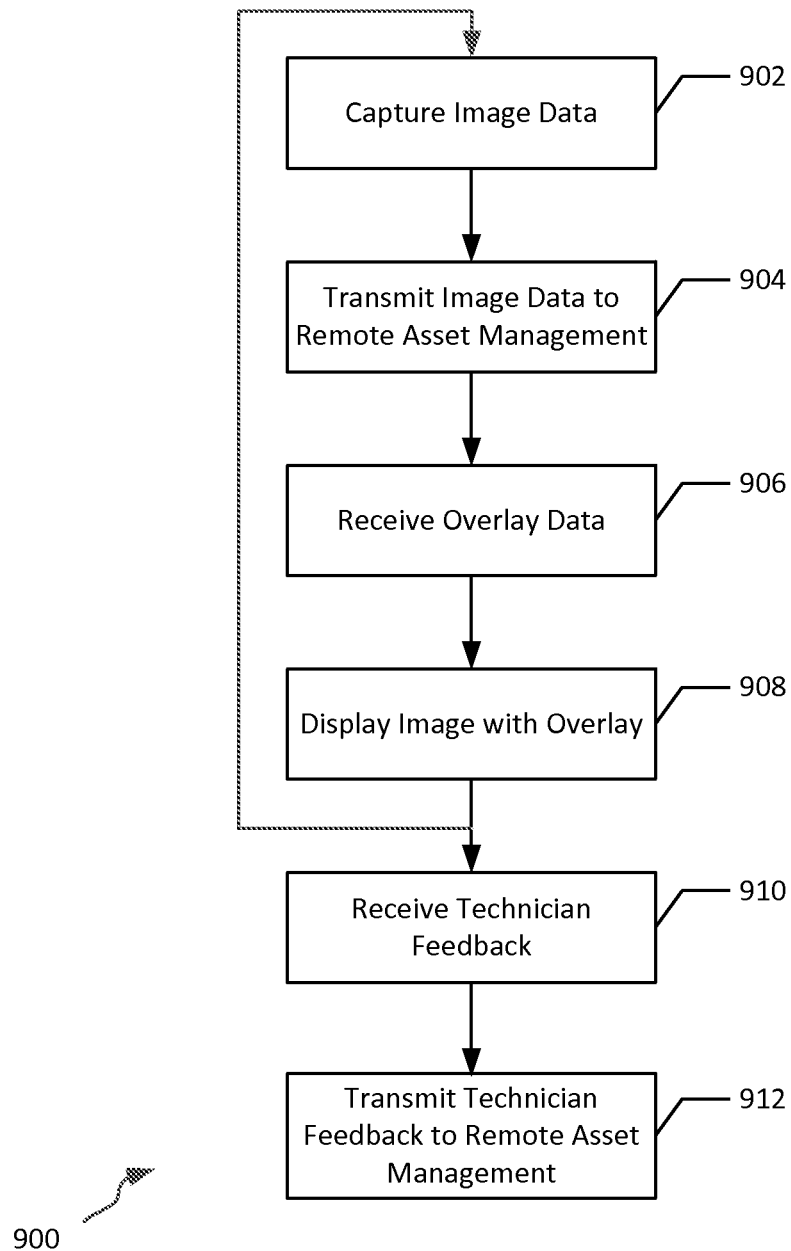 902
Capture Image Data
904
Transmit Image Data to
Remote Asset Management
906
Receive Overlay Data
908
Display Image with Overlay
910
Receive Technician
Feedback
912
Transmit Technician
Feedback to Remote Asset
Management
900